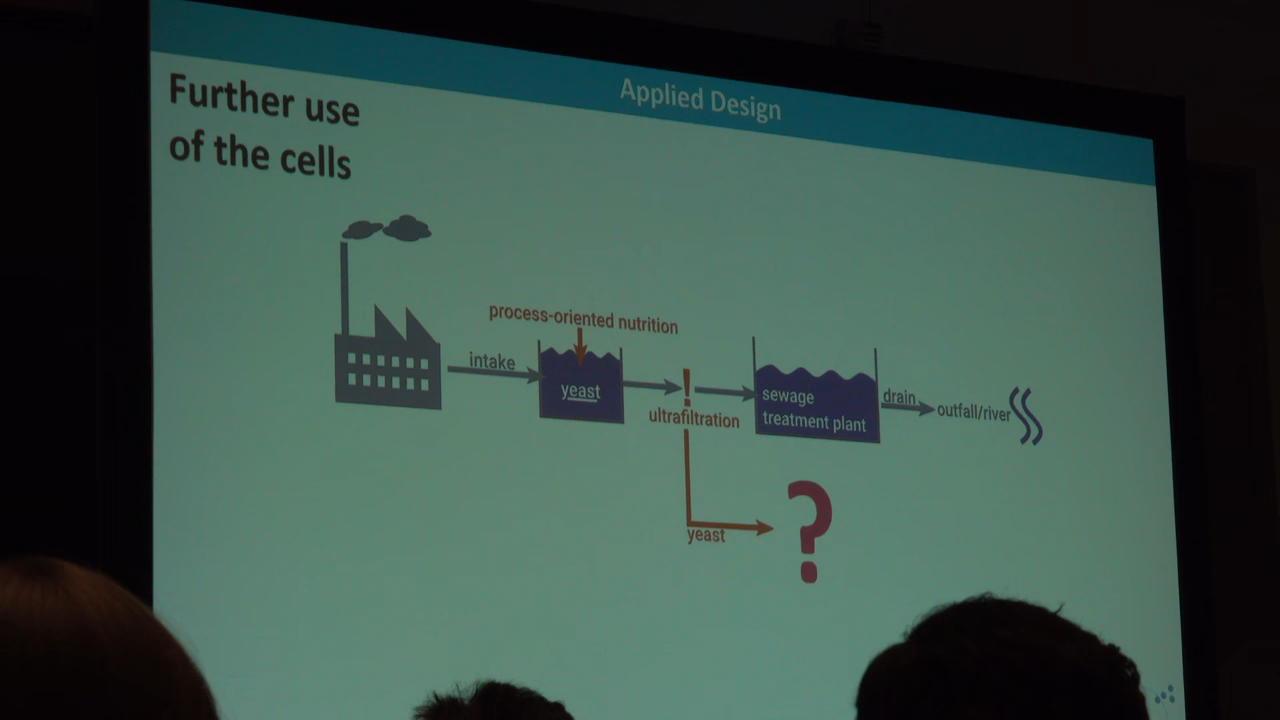 Applied Design
Further use
of the cells
process-oriented nutrition
intake
yeast
!
ultrafiltration
sewage
treatment plant
drain
outfall/river
yeast
?